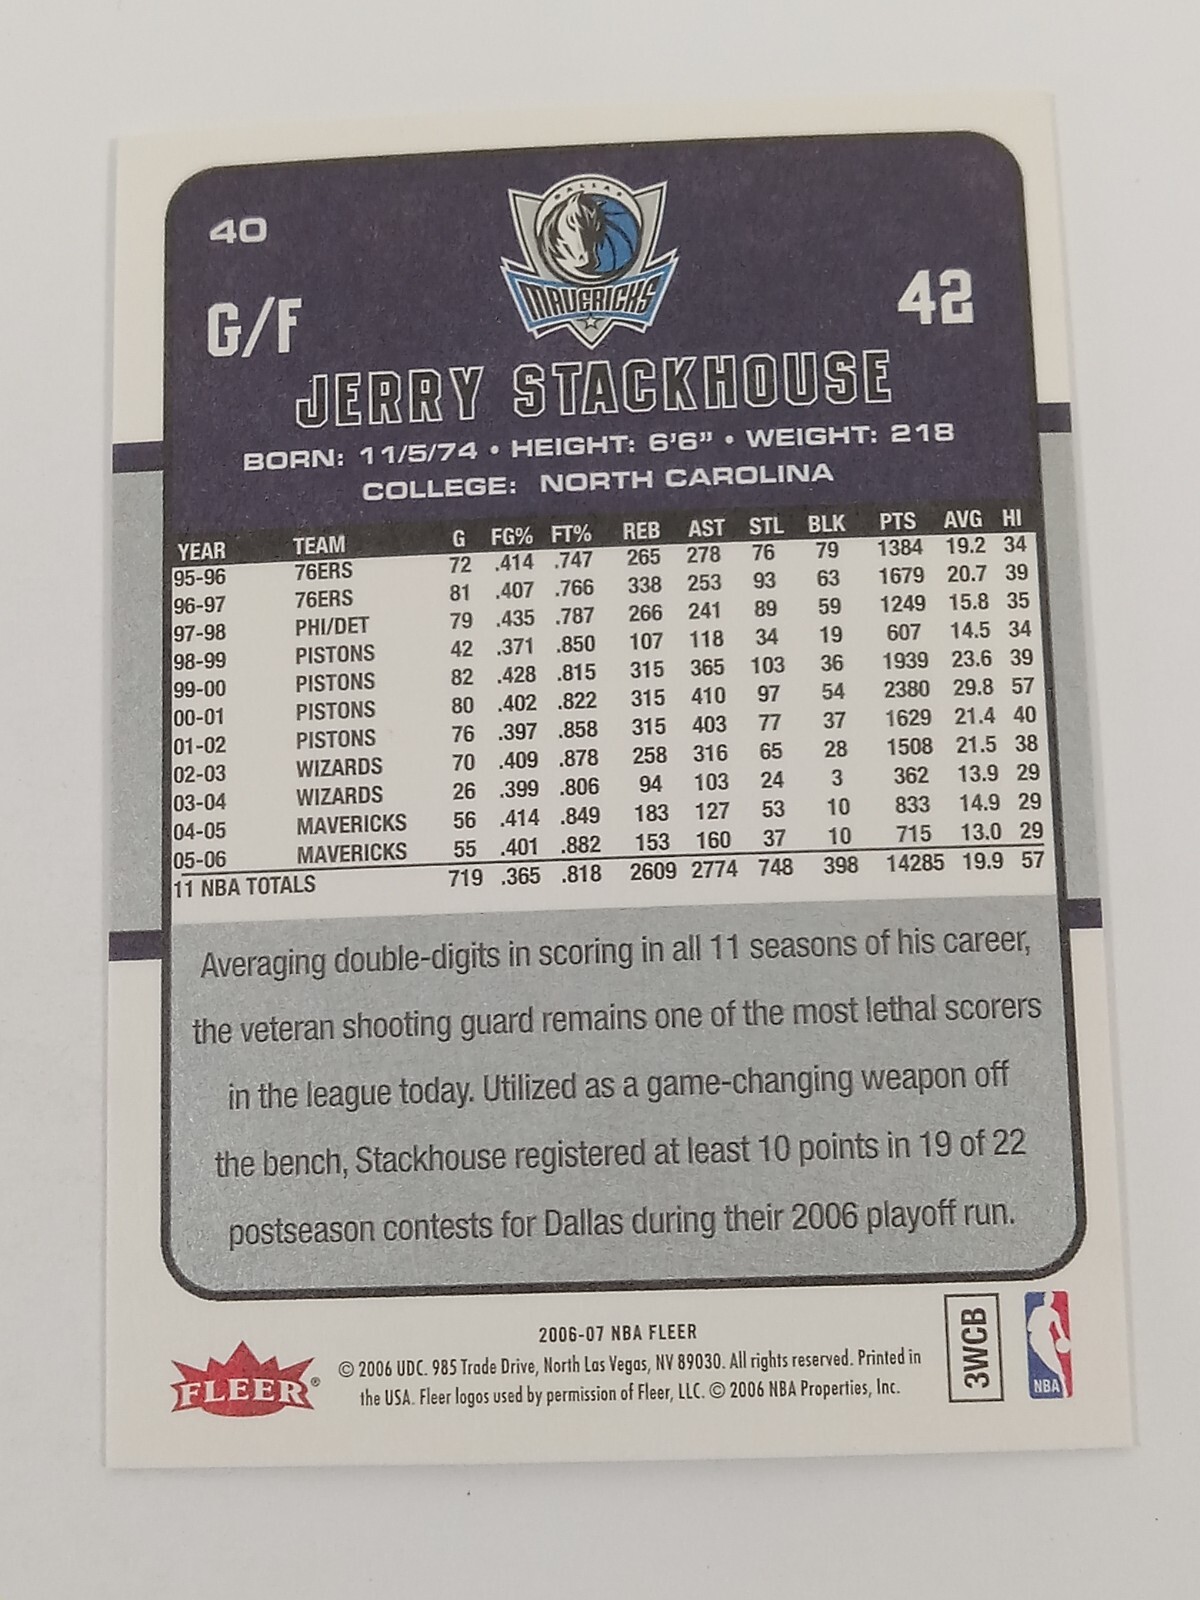 40
DALLAS
MAVERICKS
42
G/F
JERRY STACKHOUSE
BORN: 11/5/74 • HEIGHT: 6'6" • WEIGHT: 218
COLLEGE: NORTH CAROLINA
YEAR TEAM G FG% FT% REB AST STL BLK PTS AVG HI
95-96 76ERS 72 .414 .747 265 278 76 79 1384 19.2 34
96-97 76ERS 81 .407 .766 338 253 93 63 1679 20.7 39
97-98 PHI/DET 79 .435 .787 266 241 89 59 1249 15.8 35
98-99 PISTONS 42 .371 .850 107 118 34 19 607 14.5 34
99-00 PISTONS 82 .428 .815 315 365 103 36 1939 23.6 39
00-01 PISTONS 80 .402 .822 315 410 97 54 2380 29.8 57
01-02 PISTONS 76 .397 .858 315 403 77 37 1629 21.4 40
02-03 WIZARDS 70 .409 .878 258 316 65 28 1508 21.5 38
03-04 WIZARDS 26 .399 .806 94 103 24 3 362 13.9 29
04-05 MAVERICKS 56 .414 .849 183 127 53 10 833 14.9 29
05-06 MAVERICKS 55 .401 .882 153 160 37 10 715 13.0 29
11 NBA TOTALS 719 .365 .818 2609 2774 748 398 14285 19.9 57
Averaging double-digits in scoring in all 11 seasons of his career,
the veteran shooting guard remains one of the most lethal scorers
in the league today. Utilized as a game-changing weapon off
the bench, Stackhouse registered at least 10 points in 19 of 22
postseason contests for Dallas during their 2006 playoff run.
2006-07 NBA FLEER
FLEER®
© 2006 UDC. 985 Trade Drive, North Las Vegas, NV 89030. All rights reserved. Printed in
the USA. Fleer logos used by permission of Fleer, LLC. © 2006 NBA Properties, Inc.
3WCB
NBA